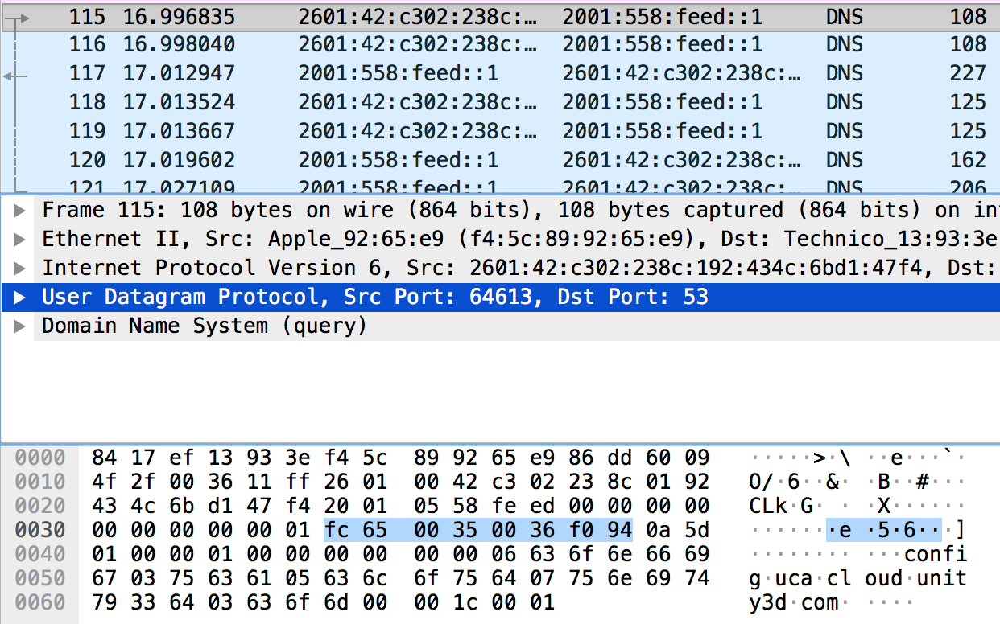 115 16.996835 2601:42:c302:238c:… 2001:558:feed::1 DNS 108
116 16.998040 2601:42:c302:238c:… 2001:558:feed::1 DNS 108
117 17.012947 2001:558:feed::1 2601:42:c302:238c:… DNS 227
118 17.013524 2601:42:c302:238c:… 2001:558:feed::1 DNS 125
119 17.013667 2601:42:c302:238c:… 2001:558:feed::1 DNS 125
120 17.019602 2001:558:feed::1 2601:42:c302:238c:… DNS 162
121 17.027109 2001:558:feed::1 2601:42:c302:238c:… DNS 206
Frame 115: 108 bytes on wire (864 bits), 108 bytes captured (864 bits) on in
Ethernet II, Src: Apple_92:65:e9 (f4:5c:89:92:65:e9), Dst: Technico_13:93:3e
Internet Protocol Version 6, Src: 2601:42:c302:238c:192:434c:6bd1:47f4, Dst:
User Datagram Protocol, Src Port: 64613, Dst Port: 53
Domain Name System (query)
0000 84 17 ef 13 93 3e f4 5c 89 92 65 e9 86 dd 60 09 ·····>·\ ··e···`·
0010 4f 2f 00 36 11 ff 26 01 00 42 c3 02 23 8c 01 92 O/·6··&· ·B··#···
0020 43 4c 6b d1 47 f4 20 01 05 58 fe ed 00 00 00 00 CLk·G· · ·X······
0030 00 00 00 00 00 01 fc 65 00 35 00 36 f0 94 0a 5d ·······e ·5·6···]
0040 01 00 00 01 00 00 00 00 00 00 06 63 6f 6e 66 69 ········ ···confi
0050 67 03 75 63 61 05 63 6c 6f 75 64 07 75 6e 69 74 g·uca·cl oud·unit
0060 79 33 64 03 63 6f 6d 00 00 1c 00 01 y3d·com· ····